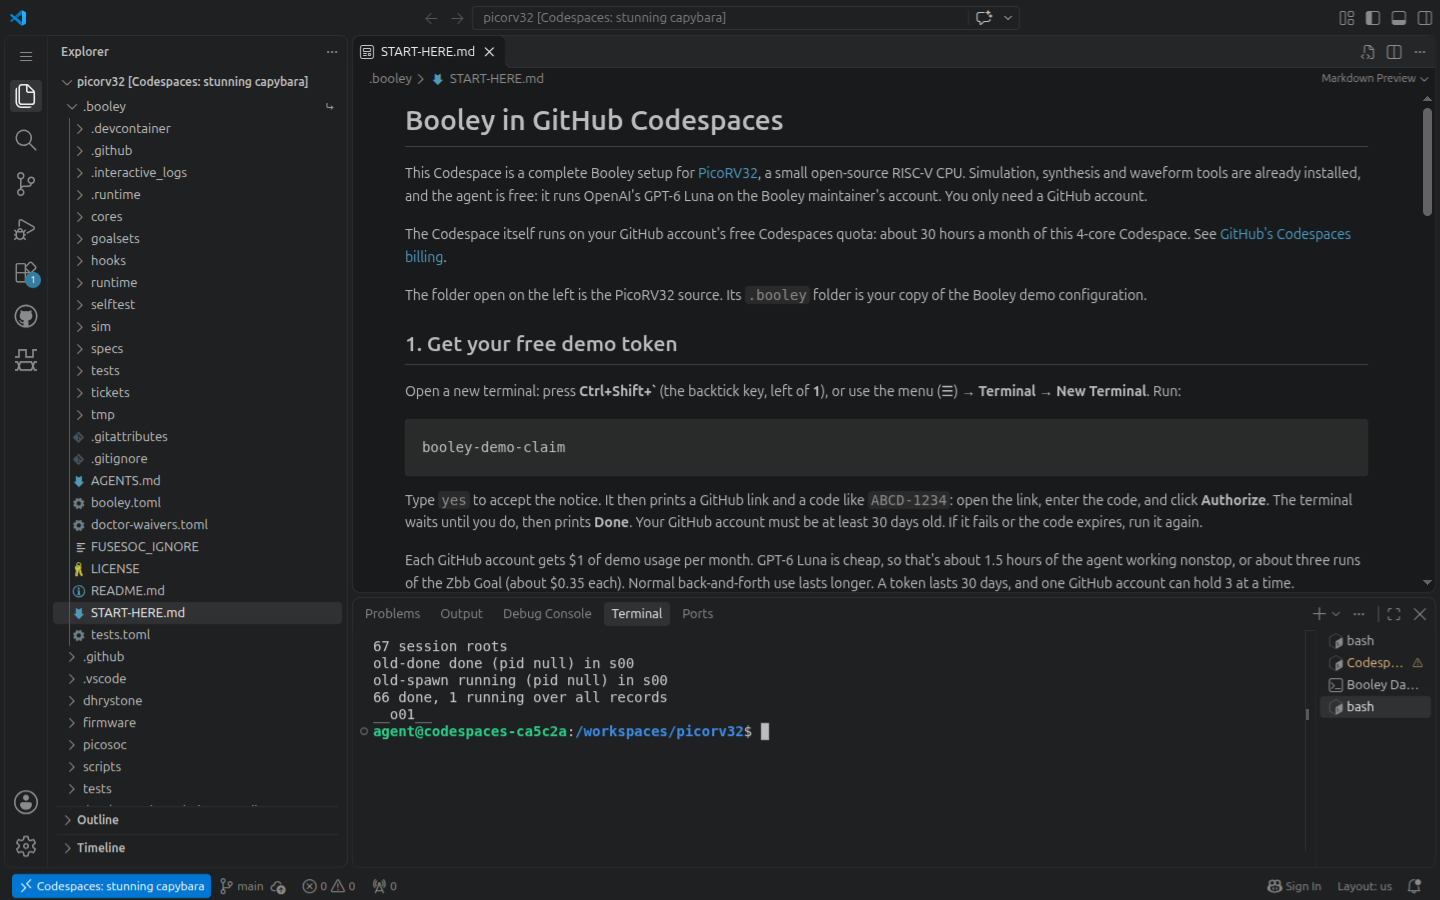 picorv32 [Codespaces: stunning capybara]
Explorer
picorv32 [Codespaces: stunning capybara]
.booley
.devcontainer
.github
.interactive_logs
.runtime
cores
goalsets
hooks
runtime
selftest
sim
specs
tests
tickets
tmp
.gitattributes
.gitignore
AGENTS.md
booley.toml
doctor-waivers.toml
FUSESOC_IGNORE
LICENSE
README.md
START-HERE.md
tests.toml
.github
.vscode
dhrystone
firmware
picosoc
scripts
tests
Outline
Timeline
1
START-HERE.md
.booley > START-HERE.md
Markdown Preview
Booley in GitHub Codespaces
This Codespace is a complete Booley setup for PicoRV32, a small open-source RISC-V CPU. Simulation, synthesis and waveform tools are already installed,
and the agent is free: it runs OpenAI's GPT-6 Luna on the Booley maintainer's account. You only need a GitHub account.
The Codespace itself runs on your GitHub account's free Codespaces quota: about 30 hours a month of this 4-core Codespace. See GitHub's Codespaces
billing.
The folder open on the left is the PicoRV32 source. Its .booley folder is your copy of the Booley demo configuration.
1. Get your free demo token
Open a new terminal: press Ctrl+Shift+` (the backtick key, left of 1), or use the menu (☰) → Terminal → New Terminal. Run:
booley-demo-claim
Type yes to accept the notice. It then prints a GitHub link and a code like ABCD-1234: open the link, enter the code, and click Authorize. The terminal
waits until you do, then prints Done. Your GitHub account must be at least 30 days old. If it fails or the code expires, run it again.
Each GitHub account gets $1 of demo usage per month. GPT-6 Luna is cheap, so that's about 1.5 hours of the agent working nonstop, or about three runs
of the Zbb Goal (about $0.35 each). Normal back-and-forth use lasts longer. A token lasts 30 days, and one GitHub account can hold 3 at a time.
Problems Output Debug Console Terminal Ports
67 session roots
old-done done (pid null) in s00
old-spawn running (pid null) in s00
66 done, 1 running over all records
__o01__
agent@codespaces-ca5c2a:/workspaces/picorv32$
bash
Codesp...
Booley Da...
bash
Codespaces: stunning capybara main 0 0 0
Sign In Layout: us